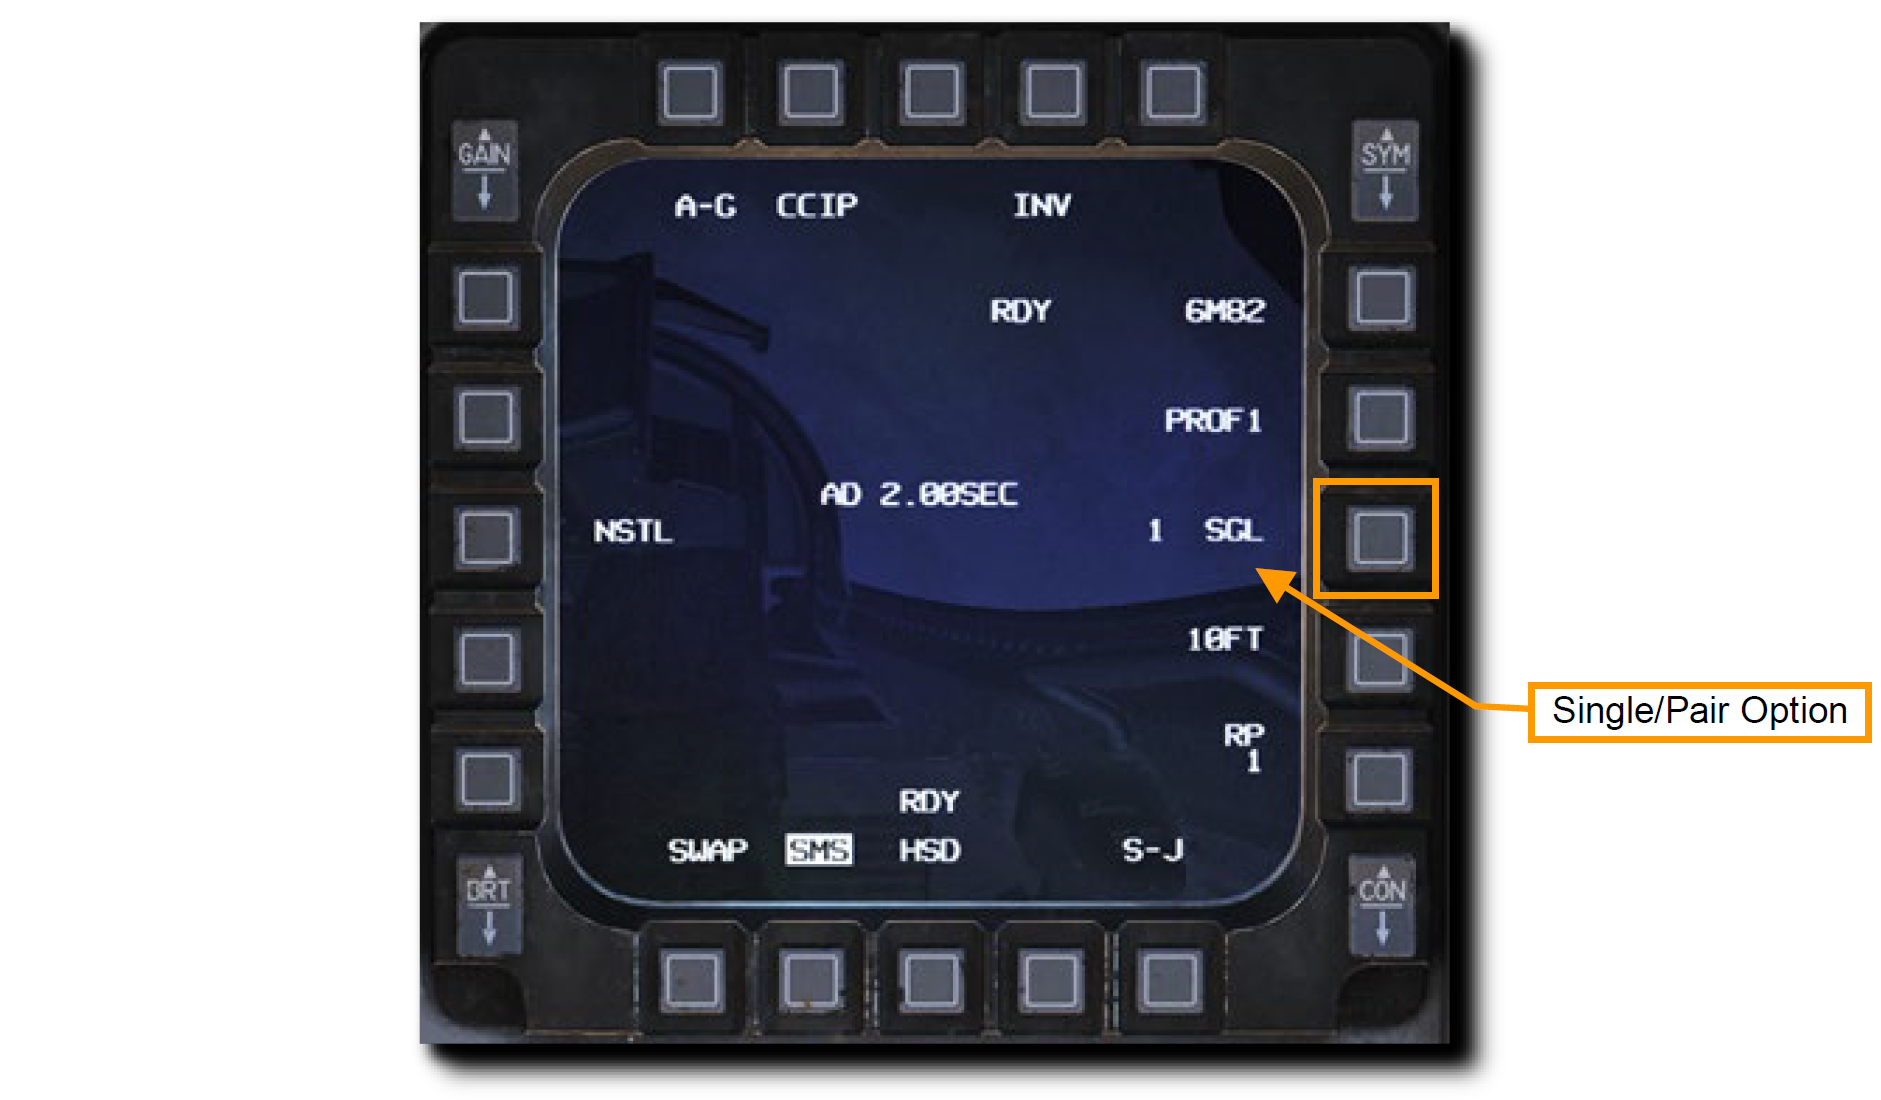 GAIN
SYM
A-G CCIP INV
RDY 6M82
PROF1
AD 2.00SEC
NSTL 1 SGL
10FT
Single/Pair Option
RP
1
RDY
SWAP SMS HSD S-J
BRT
CON